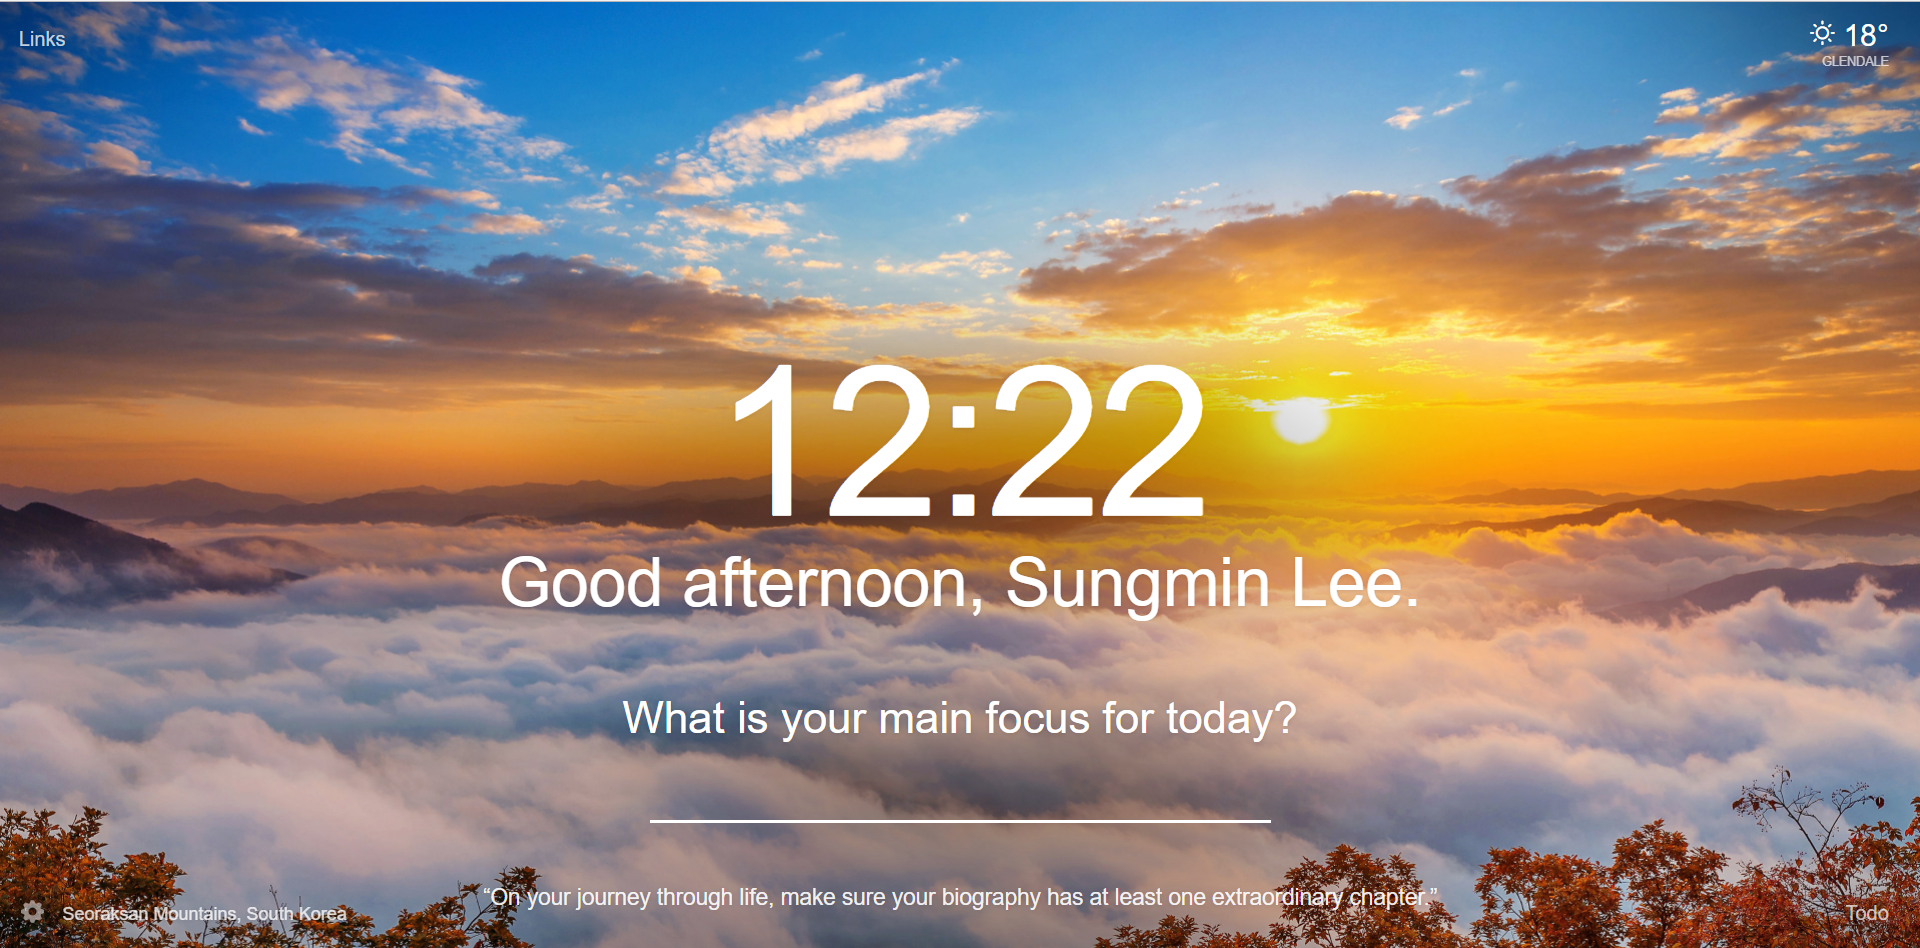 Links
18°
GLENDALE
12:22
Good afternoon, Sungmin Lee.
What is your main focus for today?
“On your journey through life, make sure your biography has at least one extraordinary chapter.”
Seoraksan Mountains, South Korea
Todo